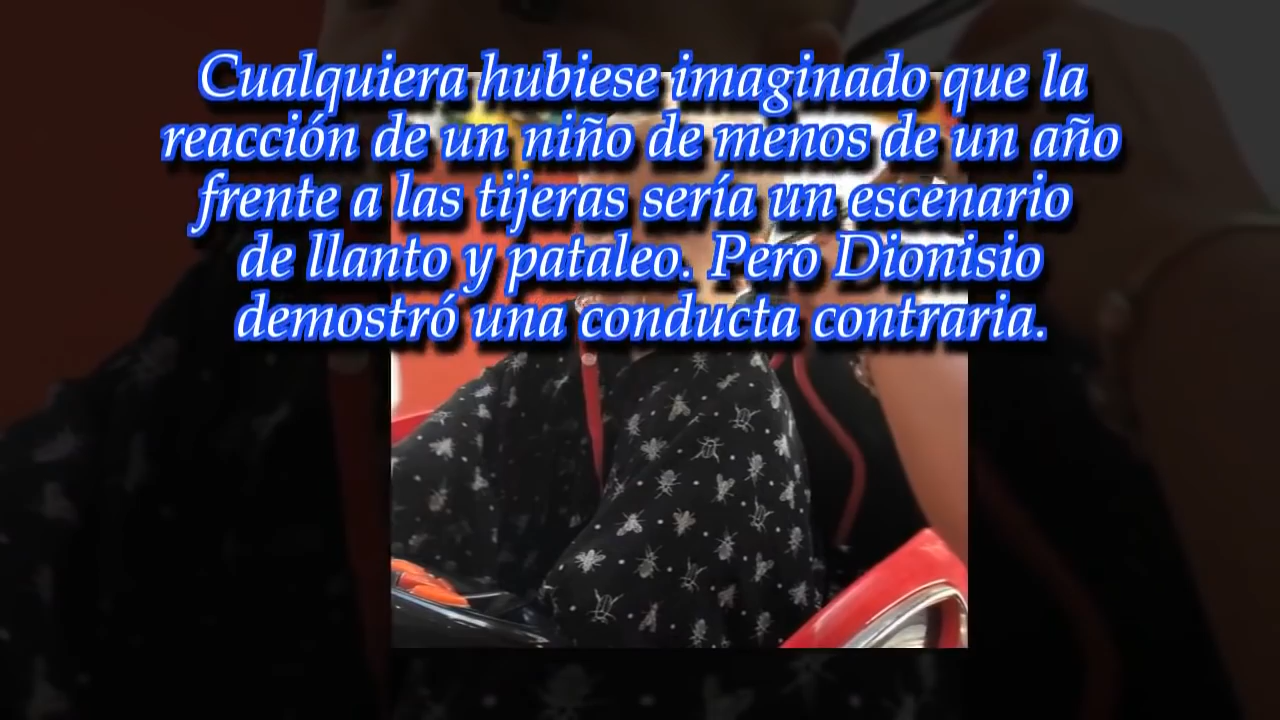 Cualquiera hubiese imaginado que la
reacción de un niño de menos de un año
frente a las tijeras sería un escenario
de llanto y pataleo. Pero Dionisio
demostró una conducta contraria.